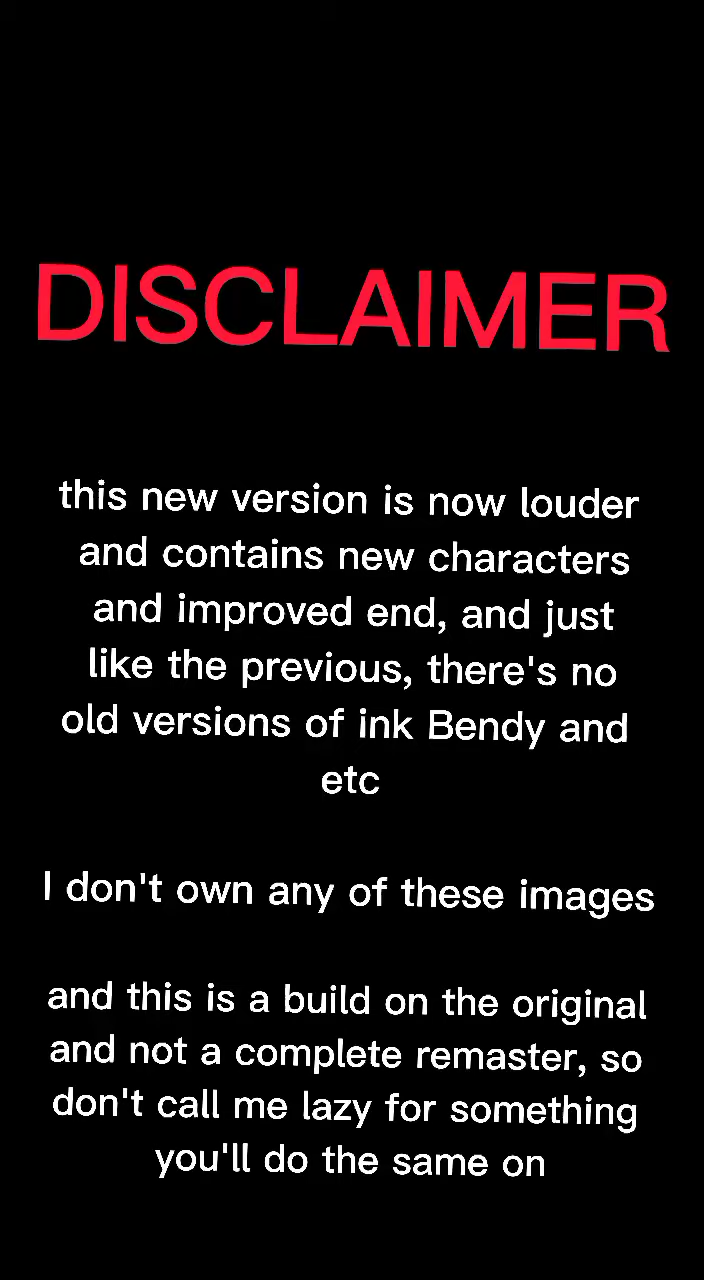 DISCLAIMER
this new version is now louder
and contains new characters
and improved end, and just
like the previous, there's no
old versions of ink Bendy and
etc
I don't own any of these images
and this is a build on the original
and not a complete remaster, so
don't call me lazy for something
you'll do the same on